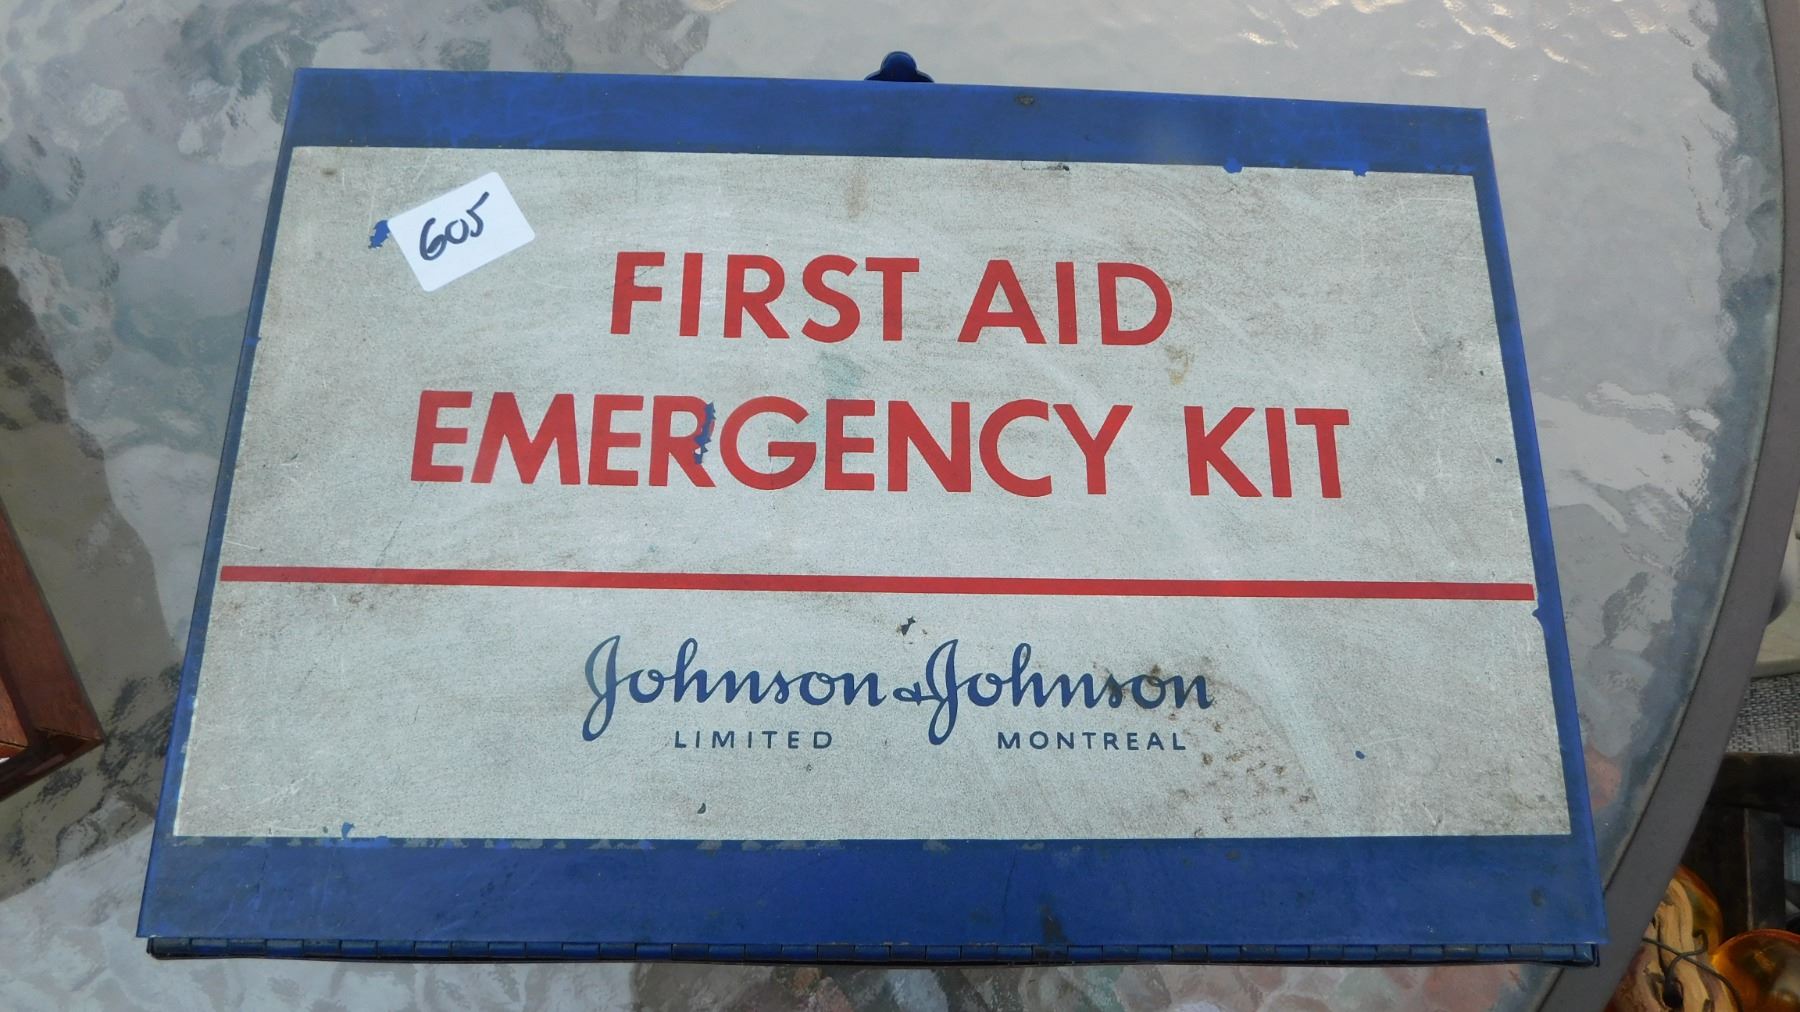 605
FIRST AID
EMERGENCY KIT
Johnson & Johnson
LIMITED MONTREAL